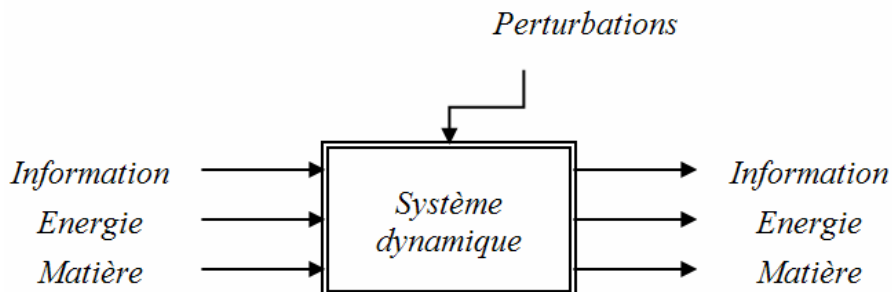 Perturbations
Information
Energie
Matière
Système
dynamique
Information
Energie
Matière